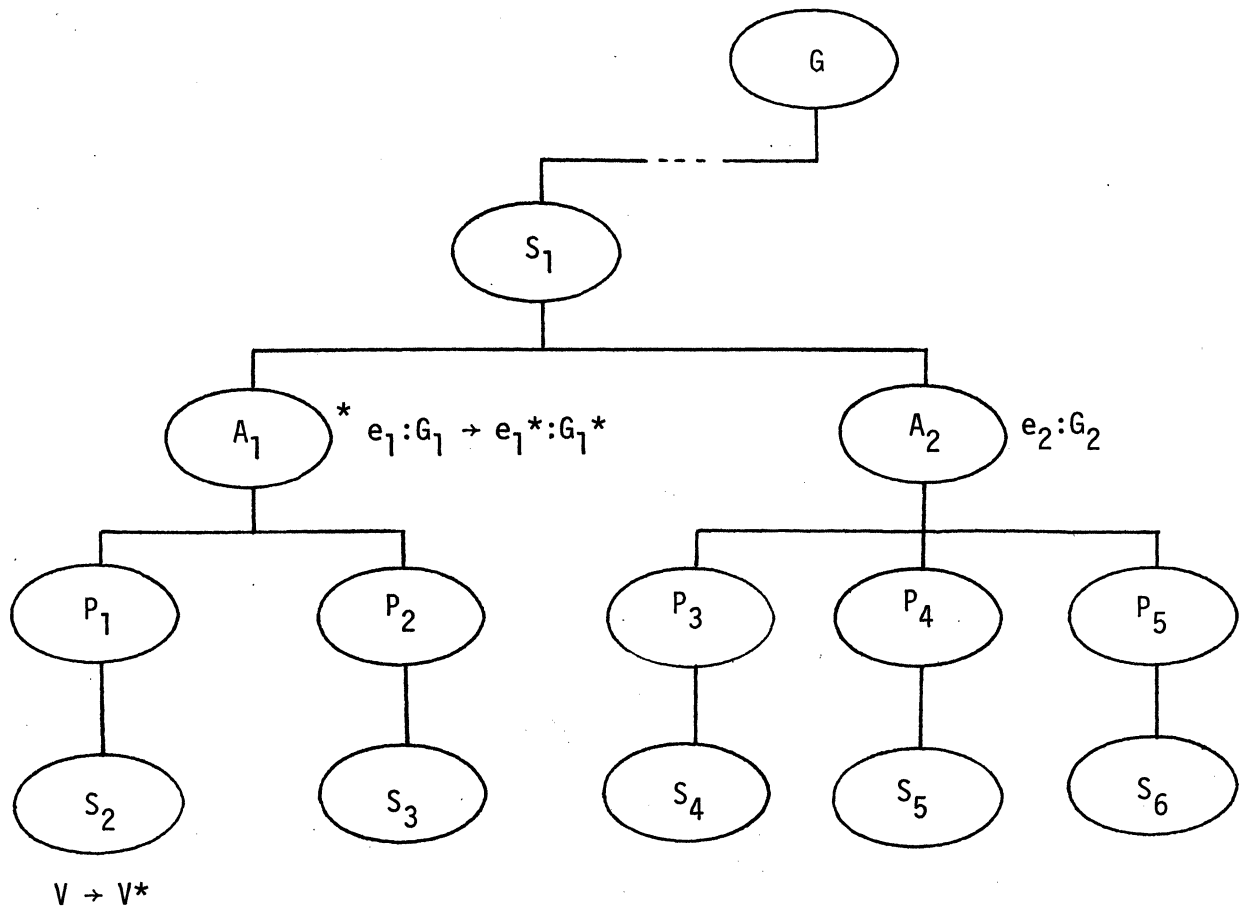 G
S₁
A₁ * e₁:G₁ → e₁*:G₁*
A₂ e₂:G₂
P₁ P₂ P₃ P₄ P₅
S₂ S₃ S₄ S₅ S₆
V → V*